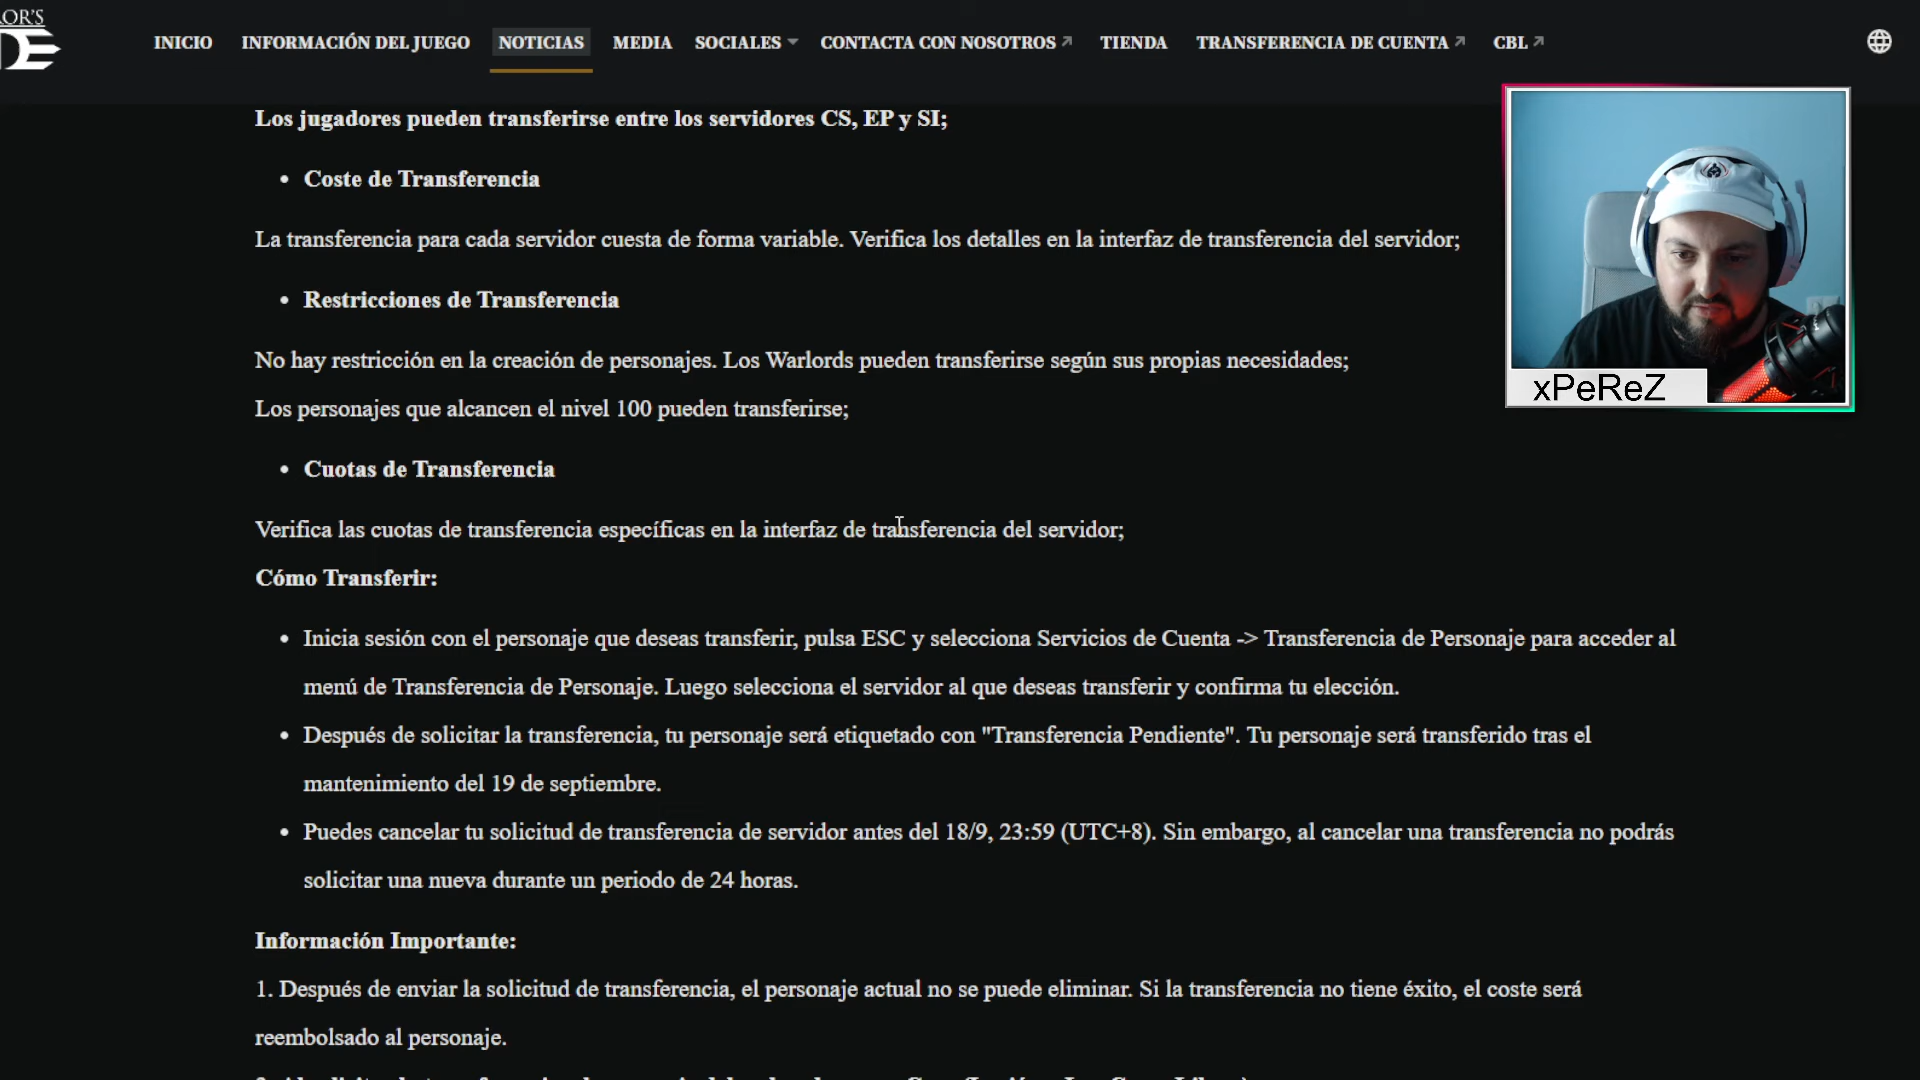 OR'S
DE
INICIO INFORMACIÓN DEL JUEGO NOTICIAS MEDIA SOCIALES CONTACTA CON NOSOTROS TIENDA TRANSFERENCIA DE CUENTA CBL
Los jugadores pueden transferirse entre los servidores CS, EP y SI;
• Coste de Transferencia
La transferencia para cada servidor cuesta de forma variable. Verifica los detalles en la interfaz de transferencia del servidor;
• Restricciones de Transferencia
No hay restricción en la creación de personajes. Los Warlords pueden transferirse según sus propias necesidades;
Los personajes que alcancen el nivel 100 pueden transferirse;
xPeReZ
• Cuotas de Transferencia
Verifica las cuotas de transferencia específicas en la interfaz de transferencia del servidor;
Cómo Transferir:
• Inicia sesión con el personaje que deseas transferir, pulsa ESC y selecciona Servicios de Cuenta -> Transferencia de Personaje para acceder al
menú de Transferencia de Personaje. Luego selecciona el servidor al que deseas transferir y confirma tu elección.
• Después de solicitar la transferencia, tu personaje será etiquetado con "Transferencia Pendiente". Tu personaje será transferido tras el
mantenimiento del 19 de septiembre.
• Puedes cancelar tu solicitud de transferencia de servidor antes del 18/9, 23:59 (UTC+8). Sin embargo, al cancelar una transferencia no podrás
solicitar una nueva durante un periodo de 24 horas.
Información Importante:
1. Después de enviar la solicitud de transferencia, el personaje actual no se puede eliminar. Si la transferencia no tiene éxito, el coste será
reembolsado al personaje.